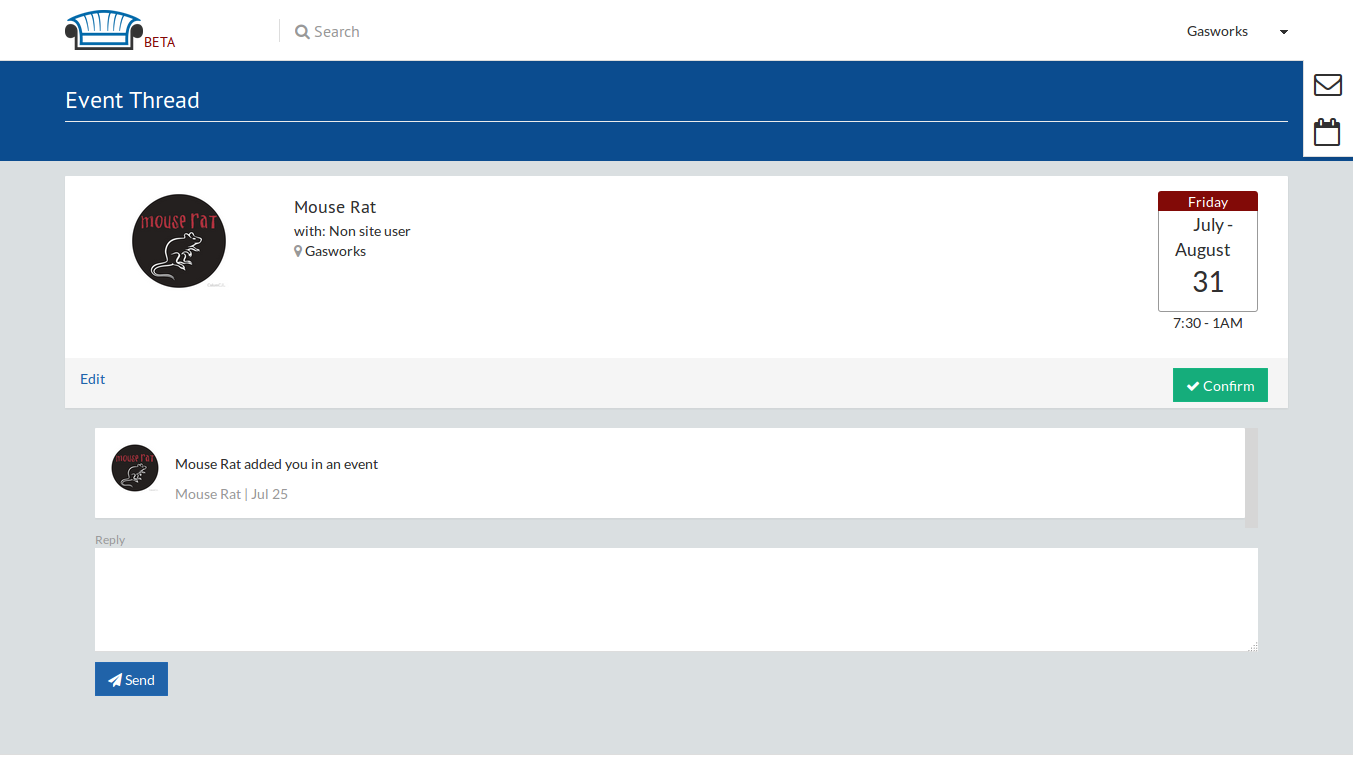 BETA
Search
Gasworks
Event Thread
mouse rat
Mouse Rat
with: Non site user
Gasworks
Friday
July -
August
31
7:30 - 1AM
Edit
Confirm
mouse rat
Mouse Rat added you in an event
Mouse Rat | Jul 25
Reply
Send